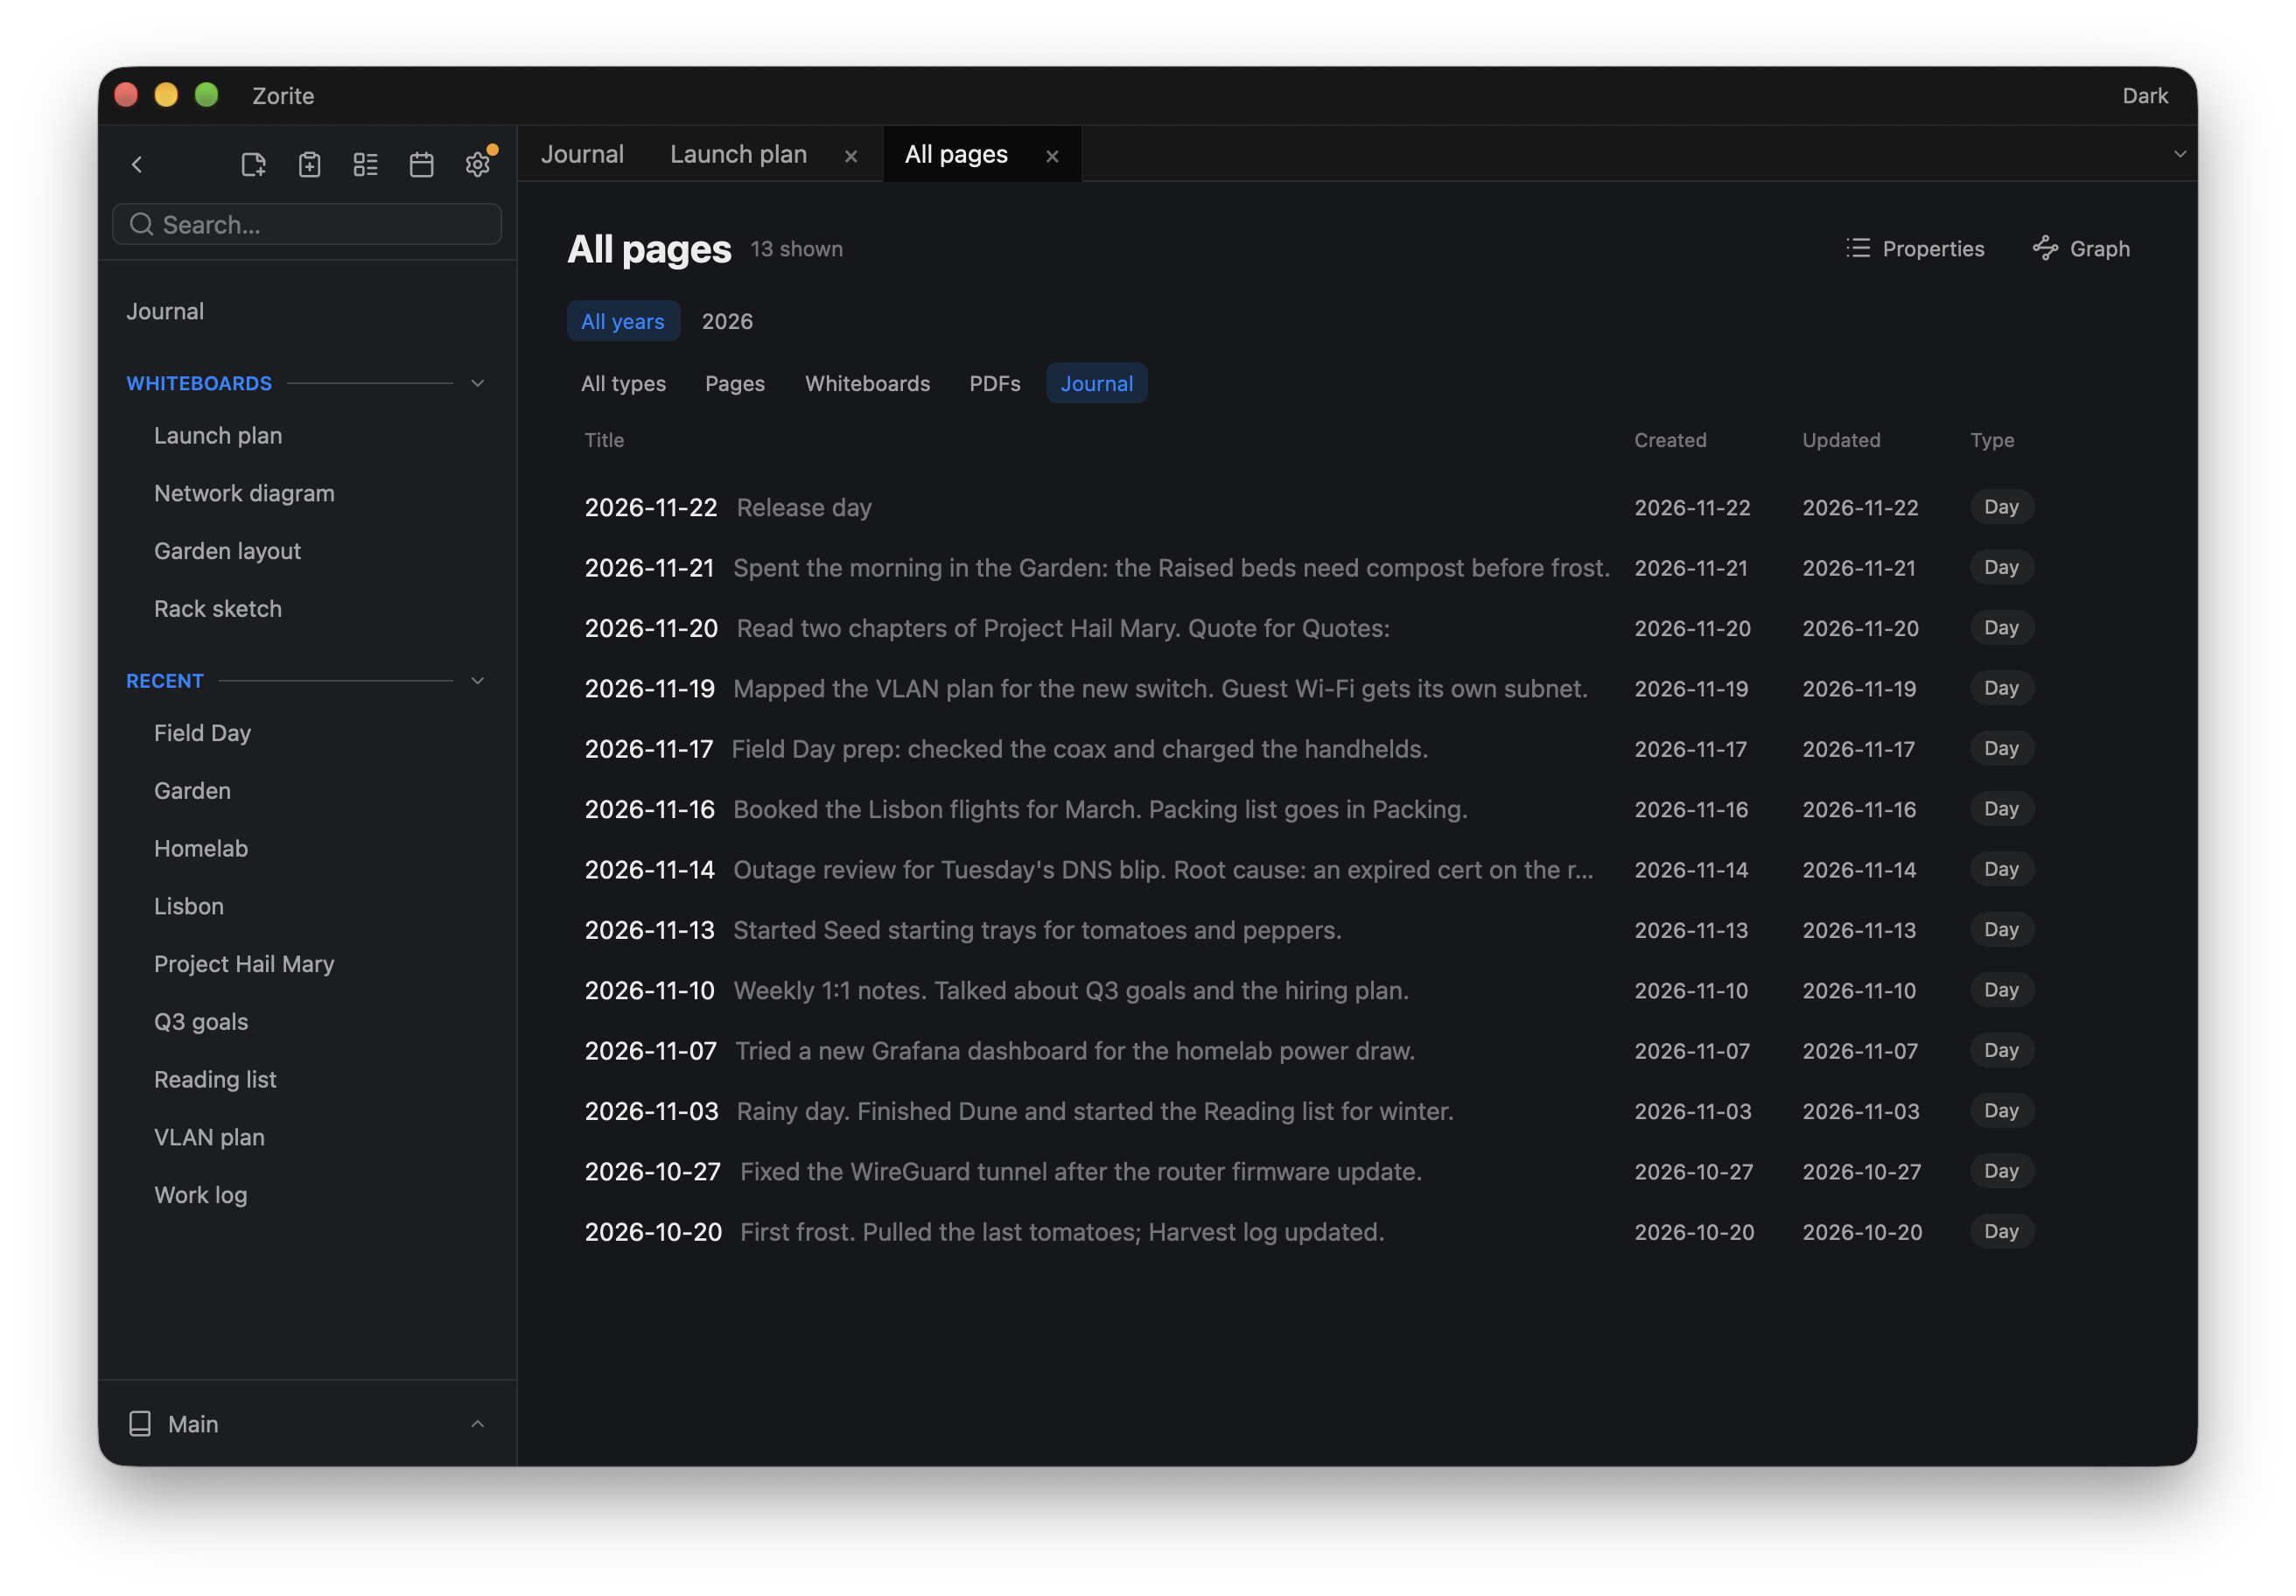 Zorite
Dark
Search...
Journal
WHITEBOARDS
Launch plan
Network diagram
Garden layout
Rack sketch
RECENT
Field Day
Garden
Homelab
Lisbon
Project Hail Mary
Q3 goals
Reading list
VLAN plan
Work log
Main
Journal
Launch plan
All pages
All pages 13 shown
Properties
Graph
All years 2026
All types Pages Whiteboards PDFs Journal
Title Created Updated Type
2026-11-22 Release day 2026-11-22 2026-11-22 Day
2026-11-21 Spent the morning in the Garden: the Raised beds need compost before frost. 2026-11-21 2026-11-21 Day
2026-11-20 Read two chapters of Project Hail Mary. Quote for Quotes: 2026-11-20 2026-11-20 Day
2026-11-19 Mapped the VLAN plan for the new switch. Guest Wi-Fi gets its own subnet. 2026-11-19 2026-11-19 Day
2026-11-17 Field Day prep: checked the coax and charged the handhelds. 2026-11-17 2026-11-17 Day
2026-11-16 Booked the Lisbon flights for March. Packing list goes in Packing. 2026-11-16 2026-11-16 Day
2026-11-14 Outage review for Tuesday's DNS blip. Root cause: an expired cert on the r... 2026-11-14 2026-11-14 Day
2026-11-13 Started Seed starting trays for tomatoes and peppers. 2026-11-13 2026-11-13 Day
2026-11-10 Weekly 1:1 notes. Talked about Q3 goals and the hiring plan. 2026-11-10 2026-11-10 Day
2026-11-07 Tried a new Grafana dashboard for the homelab power draw. 2026-11-07 2026-11-07 Day
2026-11-03 Rainy day. Finished Dune and started the Reading list for winter. 2026-11-03 2026-11-03 Day
2026-10-27 Fixed the WireGuard tunnel after the router firmware update. 2026-10-27 2026-10-27 Day
2026-10-20 First frost. Pulled the last tomatoes; Harvest log updated. 2026-10-20 2026-10-20 Day